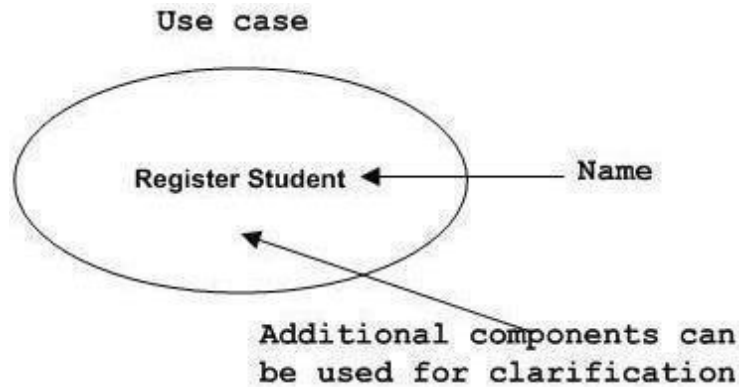 Use case
Register Student
Name
Additional components can
be used for clarification